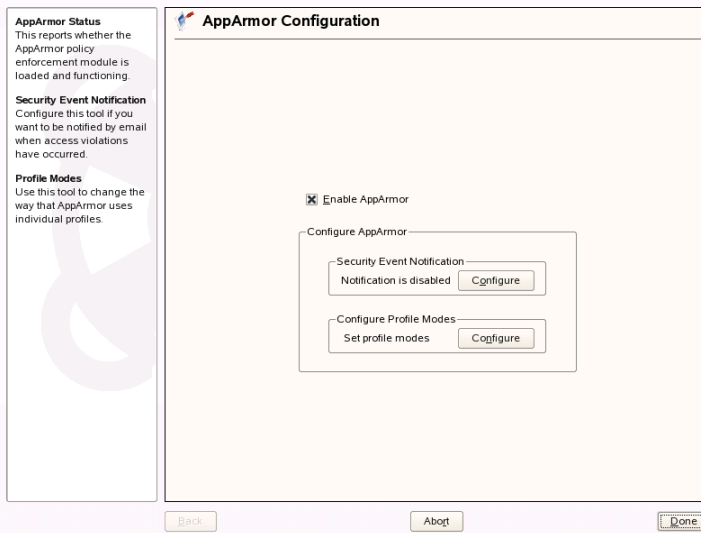 AppArmor Status
This reports whether the
AppArmor policy
enforcement module is
loaded and functioning.
Security Event Notification
Configure this tool if you
want to be notified by email
when access violations
have occurred.
Profile Modes
Use this tool to change the
way that AppArmor uses
individual profiles.
AppArmor Configuration
Enable AppArmor
Configure AppArmor
Security Event Notification
Notification is disabled Configure
Configure Profile Modes
Set profile modes Configure
Back Abort Done